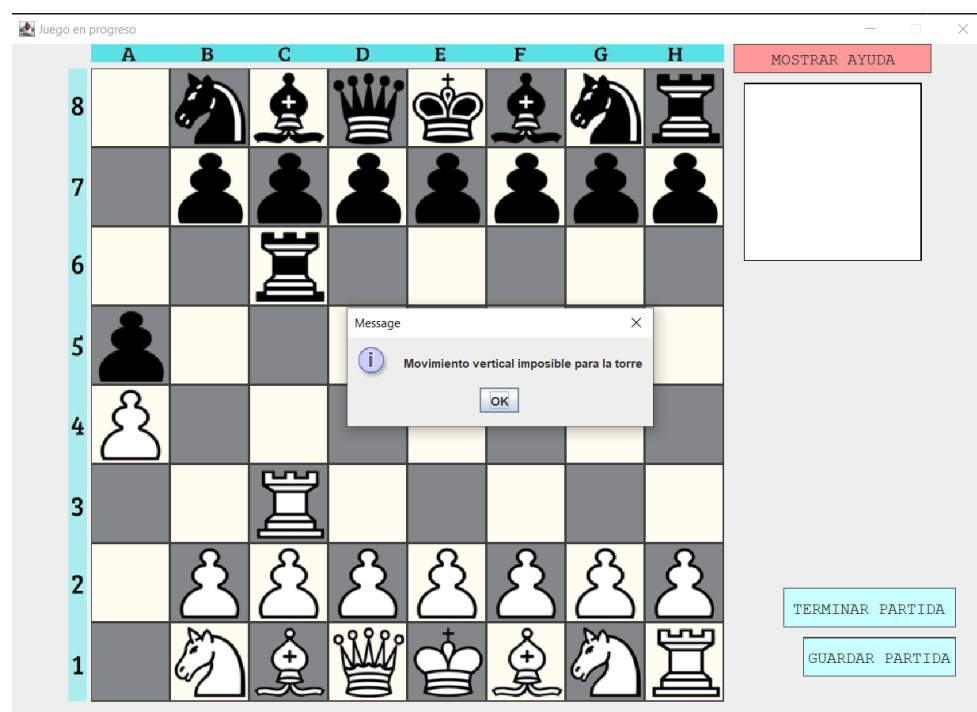 Juego en progreso
A B C D E F G H
MOSTRAR AYUDA
8
7
6
5
4
3
2
1
Message
Movimiento vertical imposible para la torre
OK
TERMINAR PARTIDA
GUARDAR PARTIDA